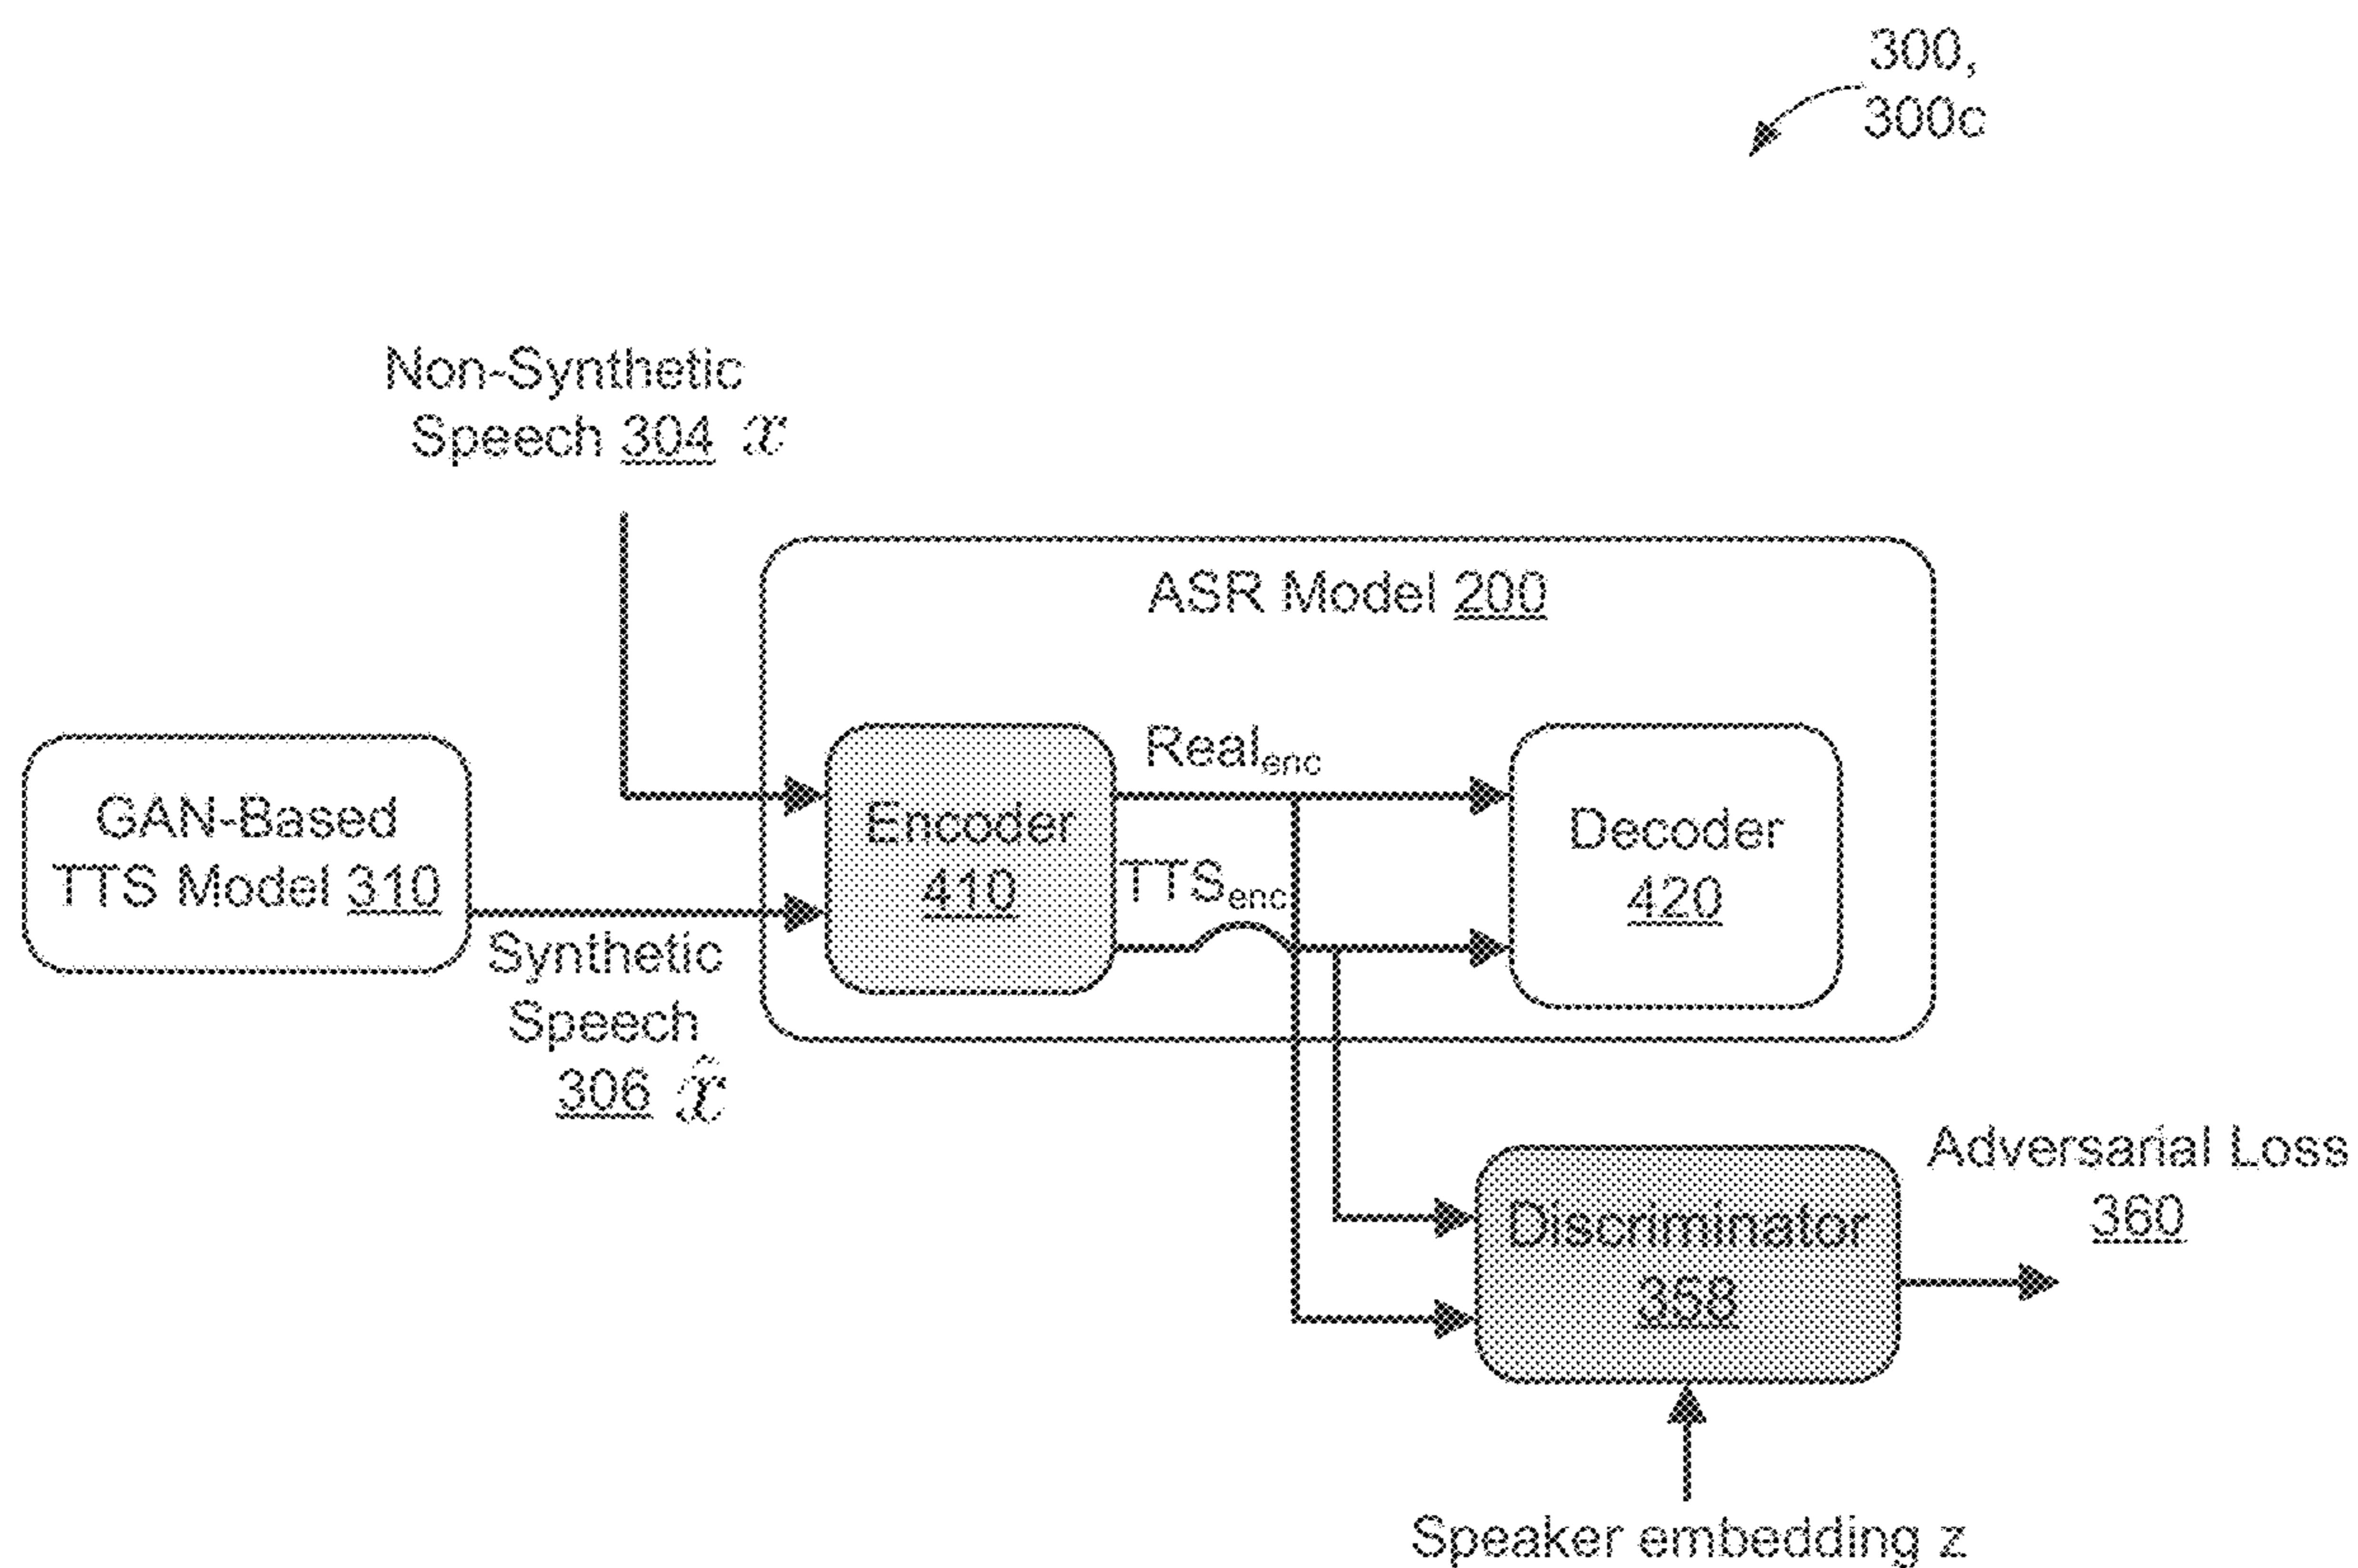 300,
300c
Non-Synthetic
Speech 304 x
ASR Model 200
GAN-Based
TTS Model 310
Encoder
410
Real_enc
TTS_enc
Decoder
420
Synthetic
Speech
306 x̂
Discriminator
358
Adversarial Loss
360
Speaker embedding z